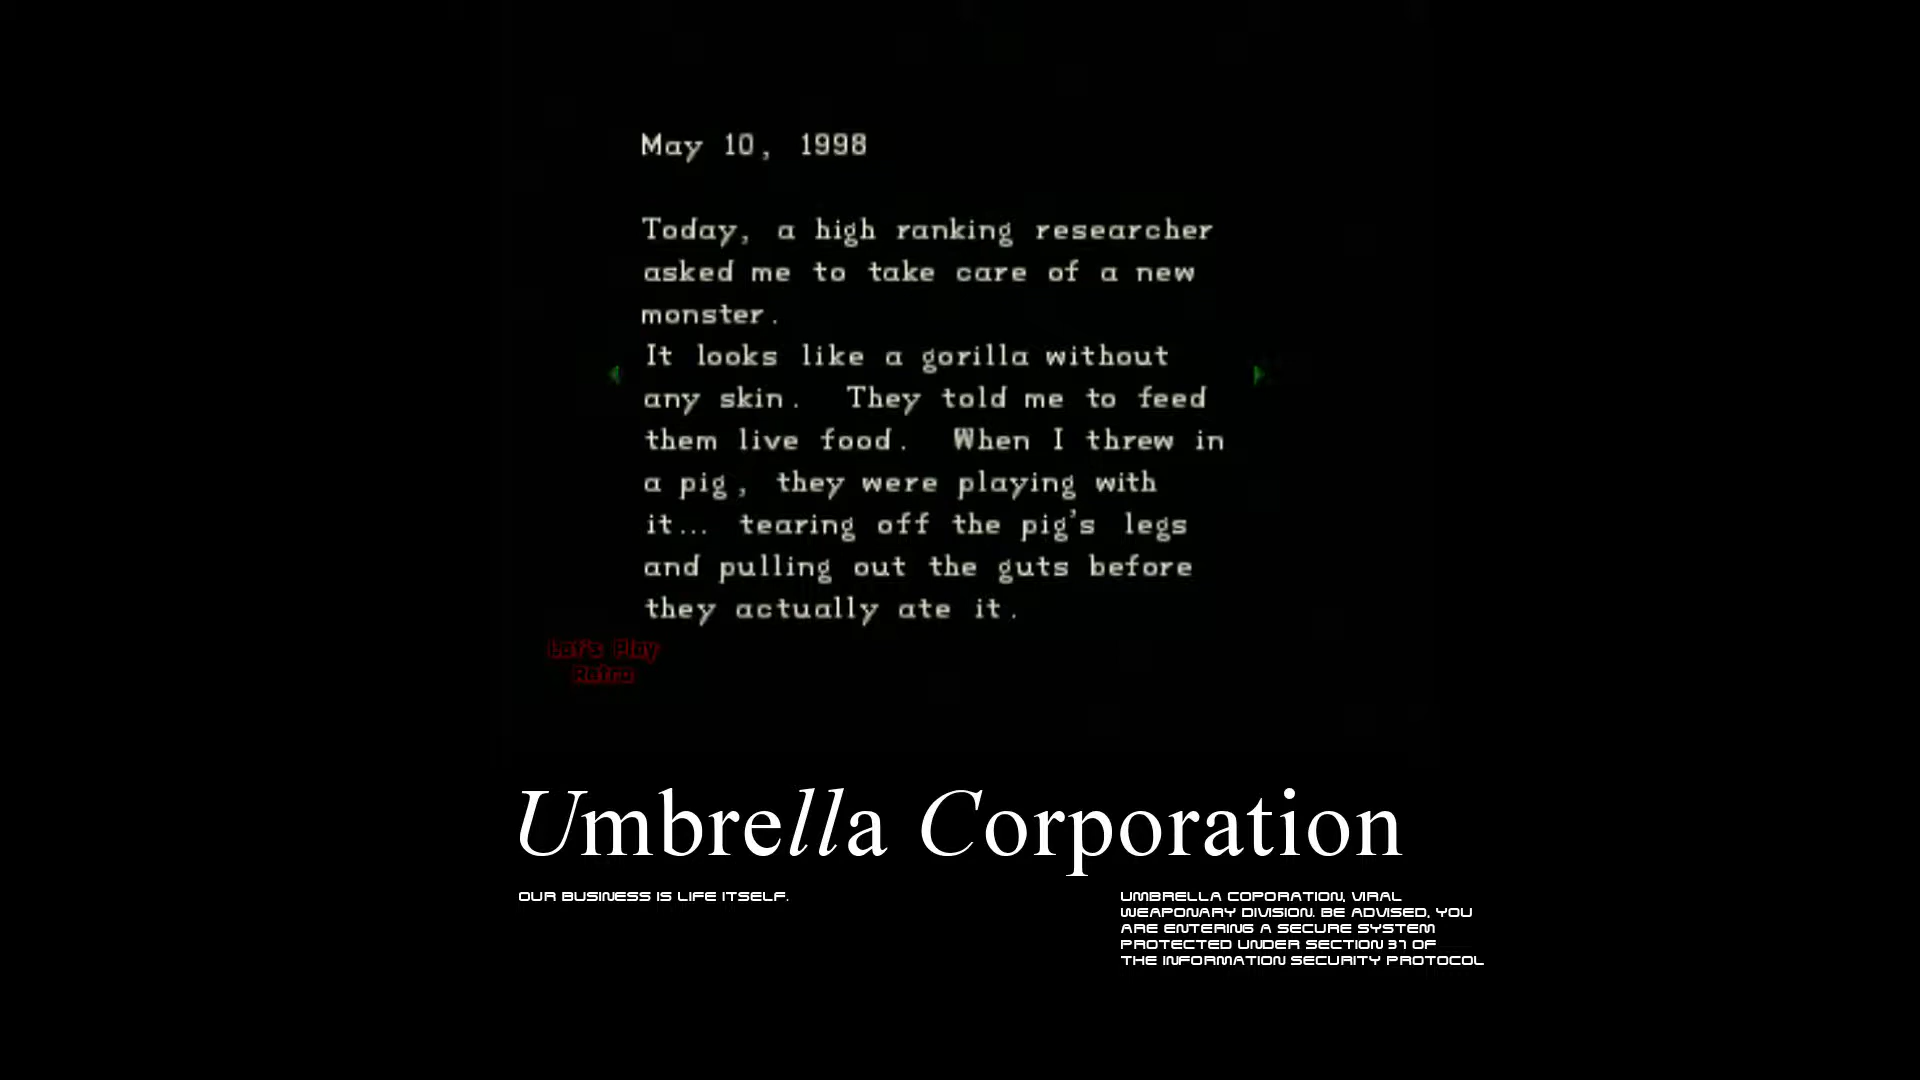 May 10, 1998
Today, a high ranking researcher
asked me to take care of a new
monster.
It looks like a gorilla without
any skin. They told me to feed
them live food. When I threw in
a pig, they were playing with
it... tearing off the pig's legs
and pulling out the guts before
they actually ate it.
Let's Play
Retro
Umbrella Corporation
OUR BUSINESS IS LIFE ITSELF.
UMBRELLA COPORATION, VIRAL
WEAPONARY DIVISION. BE ADVISED, YOU
ARE ENTERING A SECURE SYSTEM
PROTECTED UNDER SECTION 37 OF
THE INFORMATION SECURITY PROTOCOL